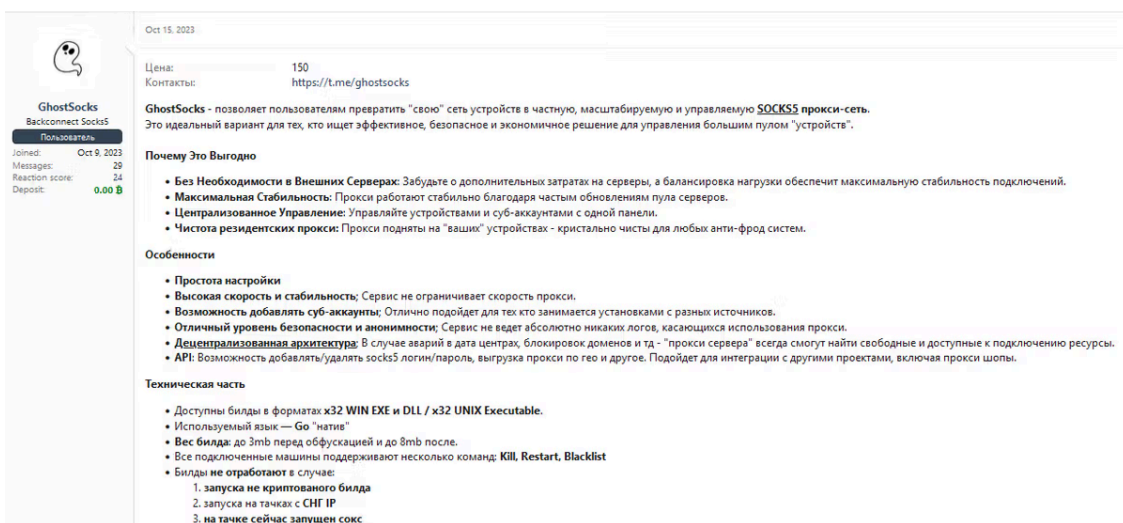 Oct 15, 2023
Цена: 150
Контакты: https://t.me/ghostsocks
GhostSocks
Backconnect Socks5
Пользователь
Joined: Oct 9, 2023
Messages: 29
Reaction score: 24
Deposit: 0.00 ₿
GhostSocks - позволяет пользователям превратить "свою" сеть устройств в частную, масштабируемую и управляемую SOCKS5 прокси-сеть.
Это идеальный вариант для тех, кто ищет эффективное, безопасное и экономичное решение для управления большим пулом "устройств".
Почему Это Выгодно
• Без Необходимости в Внешних Серверах: Забудьте о дополнительных затратах на серверы, а балансировка нагрузки обеспечит максимальную стабильность подключений.
• Максимальная Стабильность: Прокси работают стабильно благодаря частым обновлениям пула серверов.
• Централизованное Управление: Управляйте устройствами и суб-аккаунтами с одной панели.
• Чистота резидентских прокси: Прокси подняты на "ваших" устройствах - кристально чисты для любых анти-фрод систем.
Особенности
• Простота настройки
• Высокая скорость и стабильность; Сервис не ограничивает скорость прокси.
• Возможность добавлять суб-аккаунты; Отлично подойдет для тех кто занимается установками с разных источников.
• Отличный уровень безопасности и анонимности; Сервис не ведет абсолютно никаких логов, касающихся использования прокси.
• Децентрализованная архитектура; В случае аварий в дата центрах, блокировок доменов и тд - "прокси сервера" всегда смогут найти свободные и доступные к подключению ресурсы.
• API: Возможность добавлять/удалять socks5 логин/пароль, выгрузка прокси по гео и другое. Подойдет для интеграции с другими проектами, включая прокси шопы.
Техническая часть
• Доступны билды в форматах x32 WIN EXE и DLL / x32 UNIX Executable.
• Используемый язык — Go "натив"
• Вес билда: до 3mb перед обфускацией и до 8mb после.
• Все подключенные машины поддерживают несколько команд: Kill, Restart, Blacklist
• Билды не отработают в случае:
1. запуска не криптованого билда
2. запуска на тачках с СНГ IP
3. на тачке сейчас запущен сокс